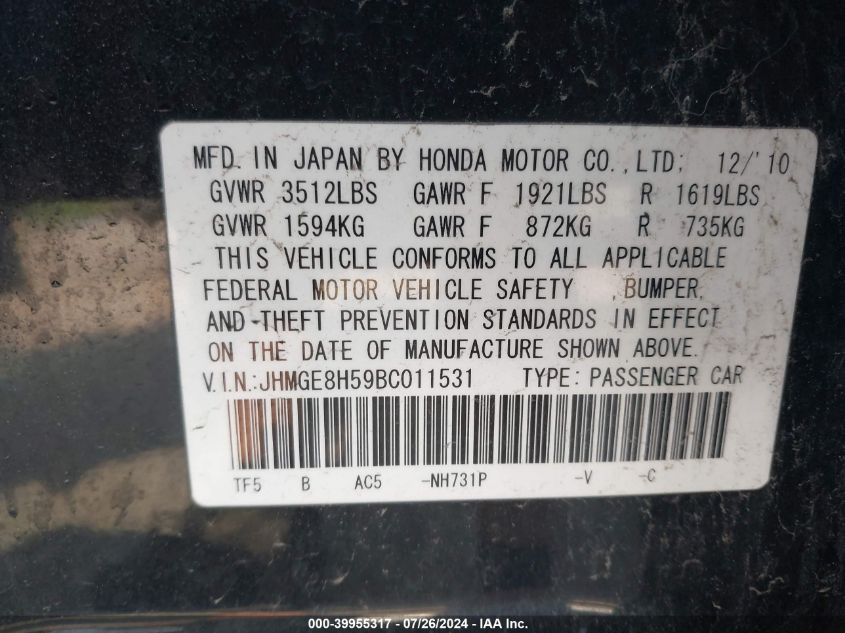 MFD. IN JAPAN BY HONDA MOTOR CO.,LTD. 12/'10
GVWR 3512LBS GAWR F 1921LBS R 1619LBS
GVWR 1594KG GAWR F 872KG R 735KG
THIS VEHICLE CONFORMS TO ALL APPLICABLE
FEDERAL MOTOR VEHICLE SAFETY ,BUMPER,
AND THEFT PREVENTION STANDARDS IN EFFECT
ON THE DATE OF MANUFACTURE SHOWN ABOVE.
V.I.N.:JHMGE8H59BC011531 TYPE: PASSENGER CAR
TF5 B AC5 -NH731P -V -C
000-39955317 / 07/26/2024 / IAA Inc.